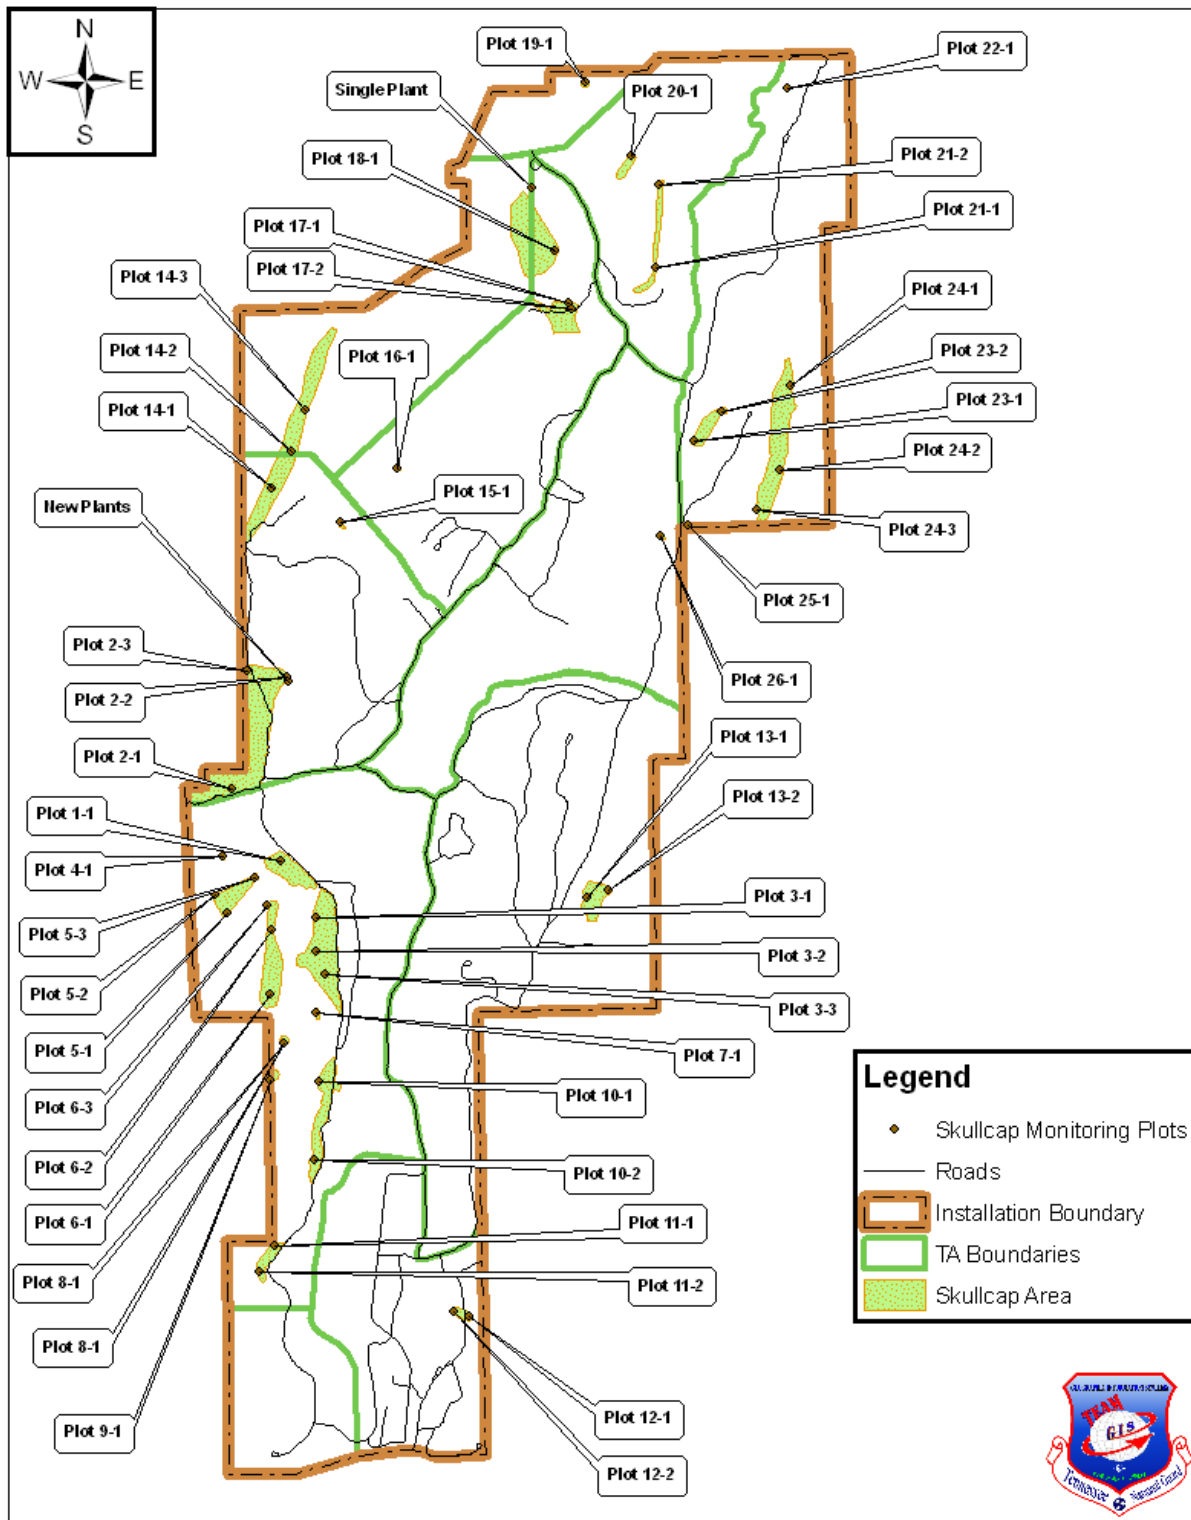 N
W E
S
Plot 19-1
Plot 22-1
Single Plant
Plot 20-1
Plot 18-1
Plot 21-2
Plot 17-1
Plot 21-1
Plot 17-2
Plot 14-3
Plot 24-1
Plot 14-2
Plot 16-1
Plot 23-2
Plot 14-1
Plot 23-1
Plot 24-2
New Plants
Plot 15-1
Plot 24-3
Plot 25-1
Plot 2-3
Plot 26-1
Plot 2-2
Plot 13-1
Plot 2-1
Plot 13-2
Plot 1-1
Plot 4-1
Plot 3-1
Plot 5-3
Plot 3-2
Plot 5-2
Plot 3-3
Plot 5-1
Plot 7-1
Plot 6-3
Plot 10-1
Plot 6-2
Plot 10-2
Plot 6-1
Plot 11-1
Plot 8-1
Plot 11-2
Plot 8-1
Plot 9-1
Plot 12-1
Plot 12-2
Legend
Skullcap Monitoring Plots
Roads
Installation Boundary
TA Boundaries
Skullcap Area
TEAM
GIS
Tennessee
National Guard